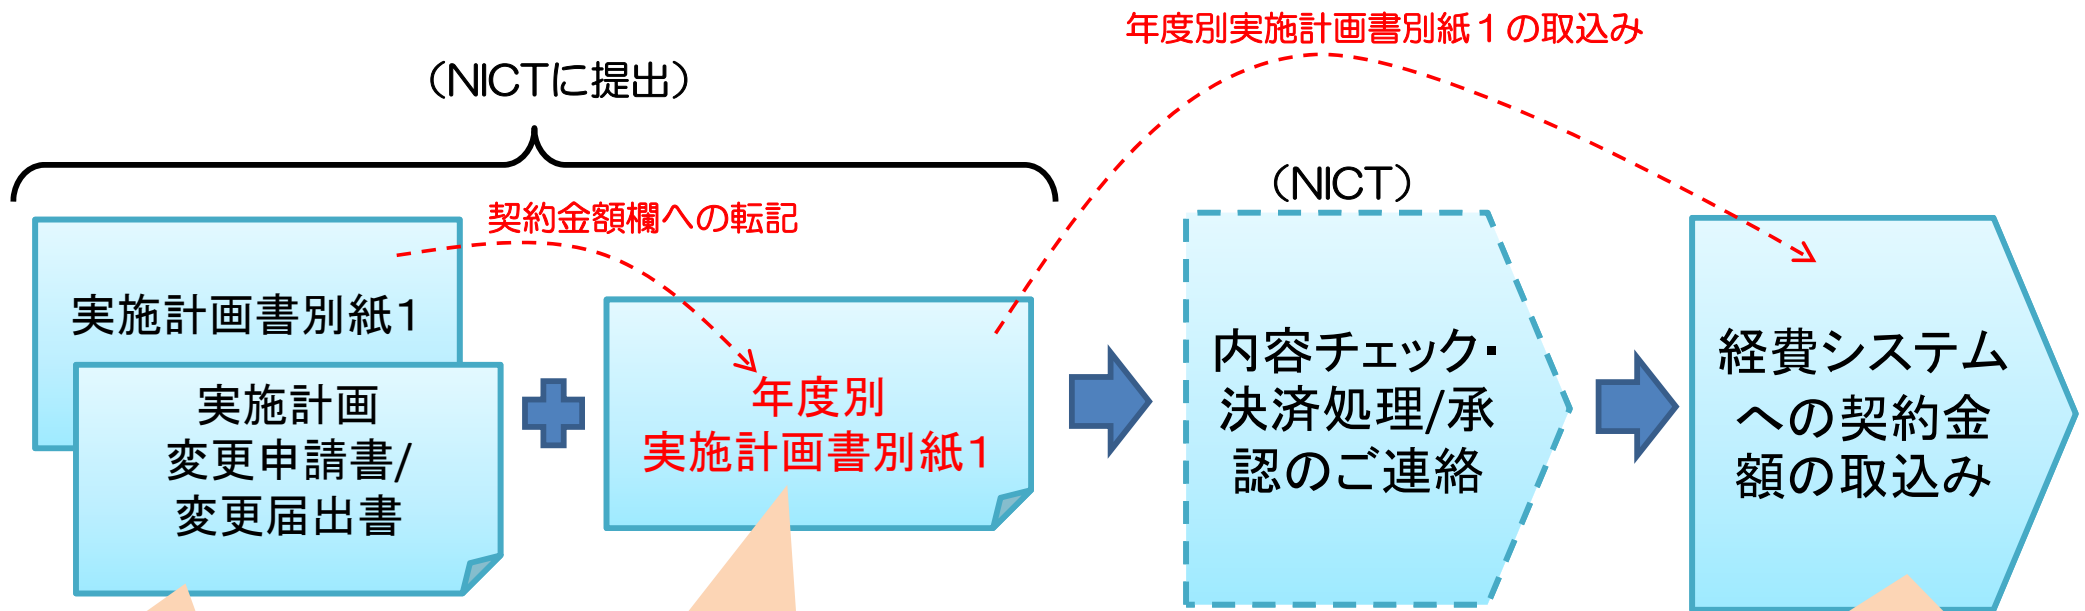 年度別実施計画書別紙１の取込み
（NICTに提出）
契約金額欄への転記
（NICT）
実施計画書別紙1
実施計画
変更申請書/
変更届出書
年度別
実施計画書別紙1
内容チェック・
決済処理/承
認のご連絡
経費システム
への契約金
額の取込み